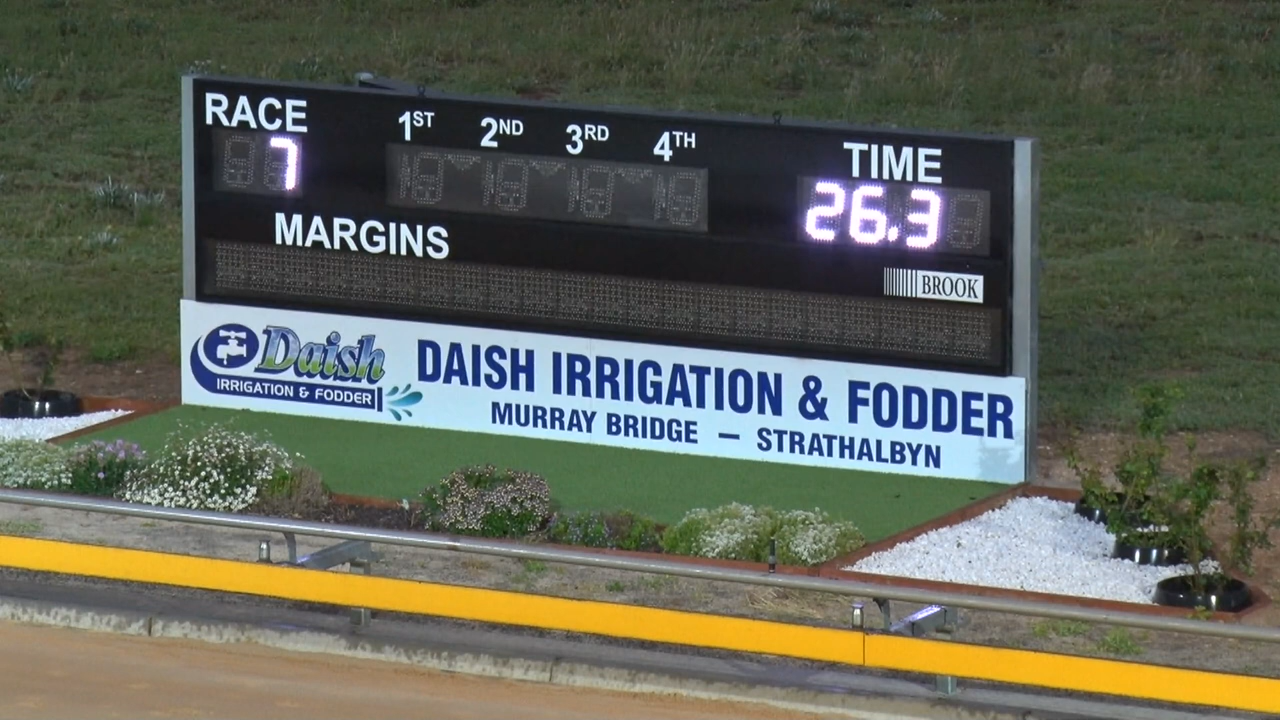 RACE
1ST 2ND 3RD 4TH
TIME
7
26.3
MARGINS
BROOK
Daish
IRRIGATION & FODDER
DAISH IRRIGATION & FODDER
MURRAY BRIDGE – STRATHALBYN